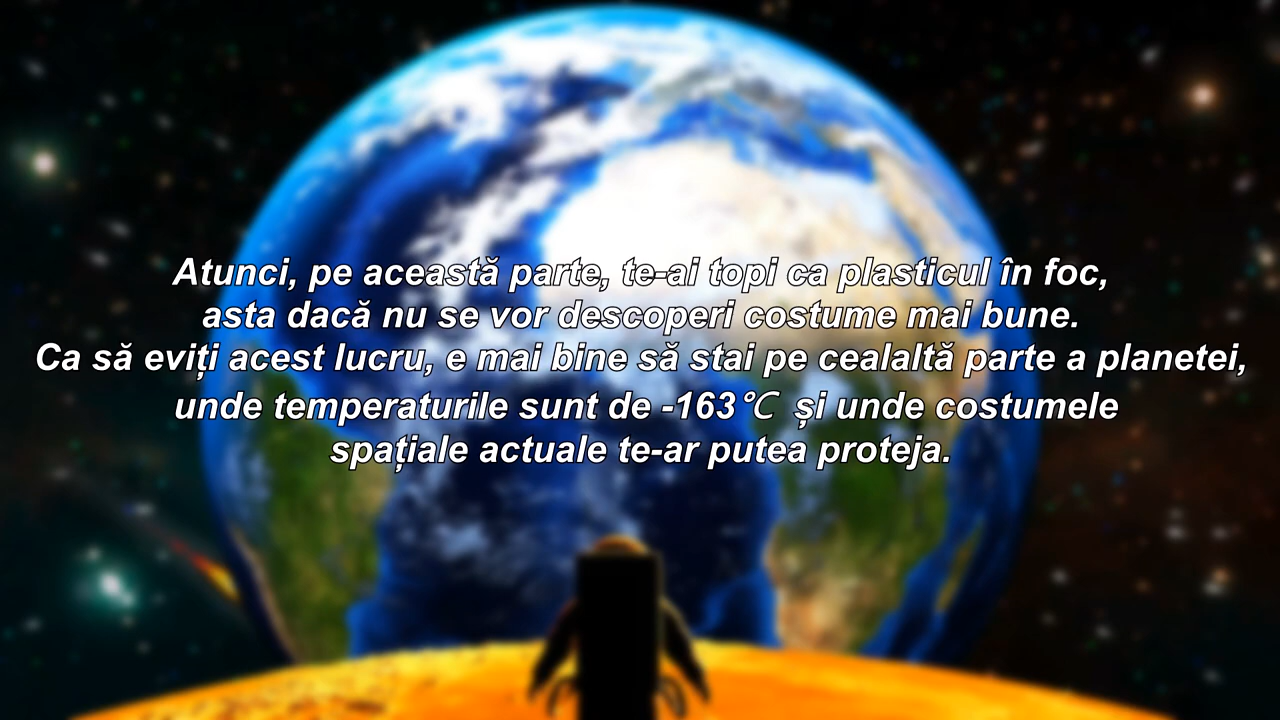 Atunci, pe această parte, te-ai topi ca plasticul în foc,
asta dacă nu se vor descoperi costume mai bune.
Ca să eviți acest lucru, e mai bine să stai pe cealaltă parte a planetei,
unde temperaturile sunt de -163℃ și unde costumele
spațiale actuale te-ar putea proteja.